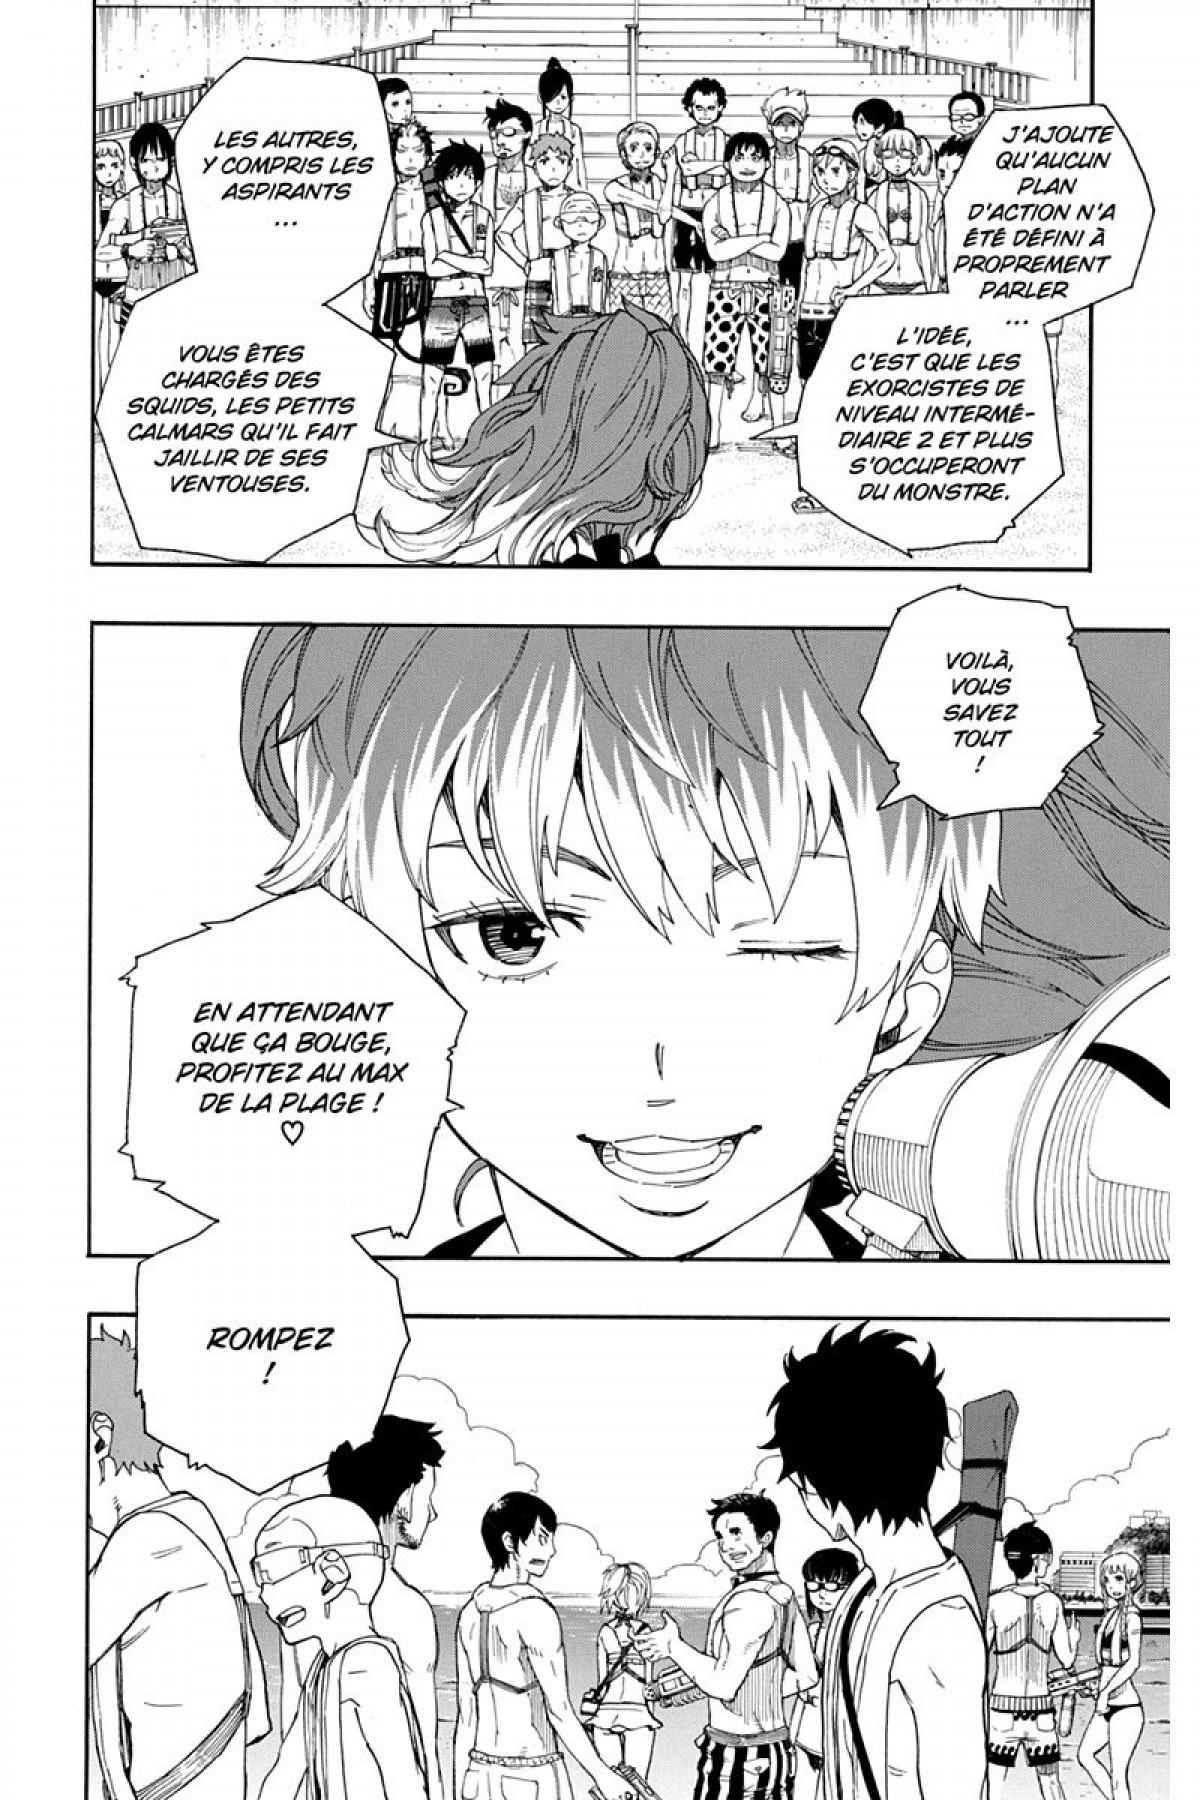 J'AJOUTE
QU'AUCUN
PLAN
D'ACTION N'A
ÉTÉ DÉFINI À
PROPREMENT
PARLER
...
L'IDÉE,
C'EST QUE LES
EXORCISTES DE
NIVEAU INTERMÉ-
DIAIRE 2 ET PLUS
S'OCCUPERONT
DU MONSTRE.
LES AUTRES,
Y COMPRIS LES
ASPIRANTS
...
VOUS ÊTES
CHARGÉS DES
SQUIDS, LES PETITS
CALMARS QU'IL FAIT
JAILLIR DE SES
VENTOUSES.
VOILÀ,
VOUS
SAVEZ
TOUT
!
EN ATTENDANT
QUE ÇA BOUGE,
PROFITEZ AU MAX
DE LA PLAGE !
♡
ROMPEZ
!